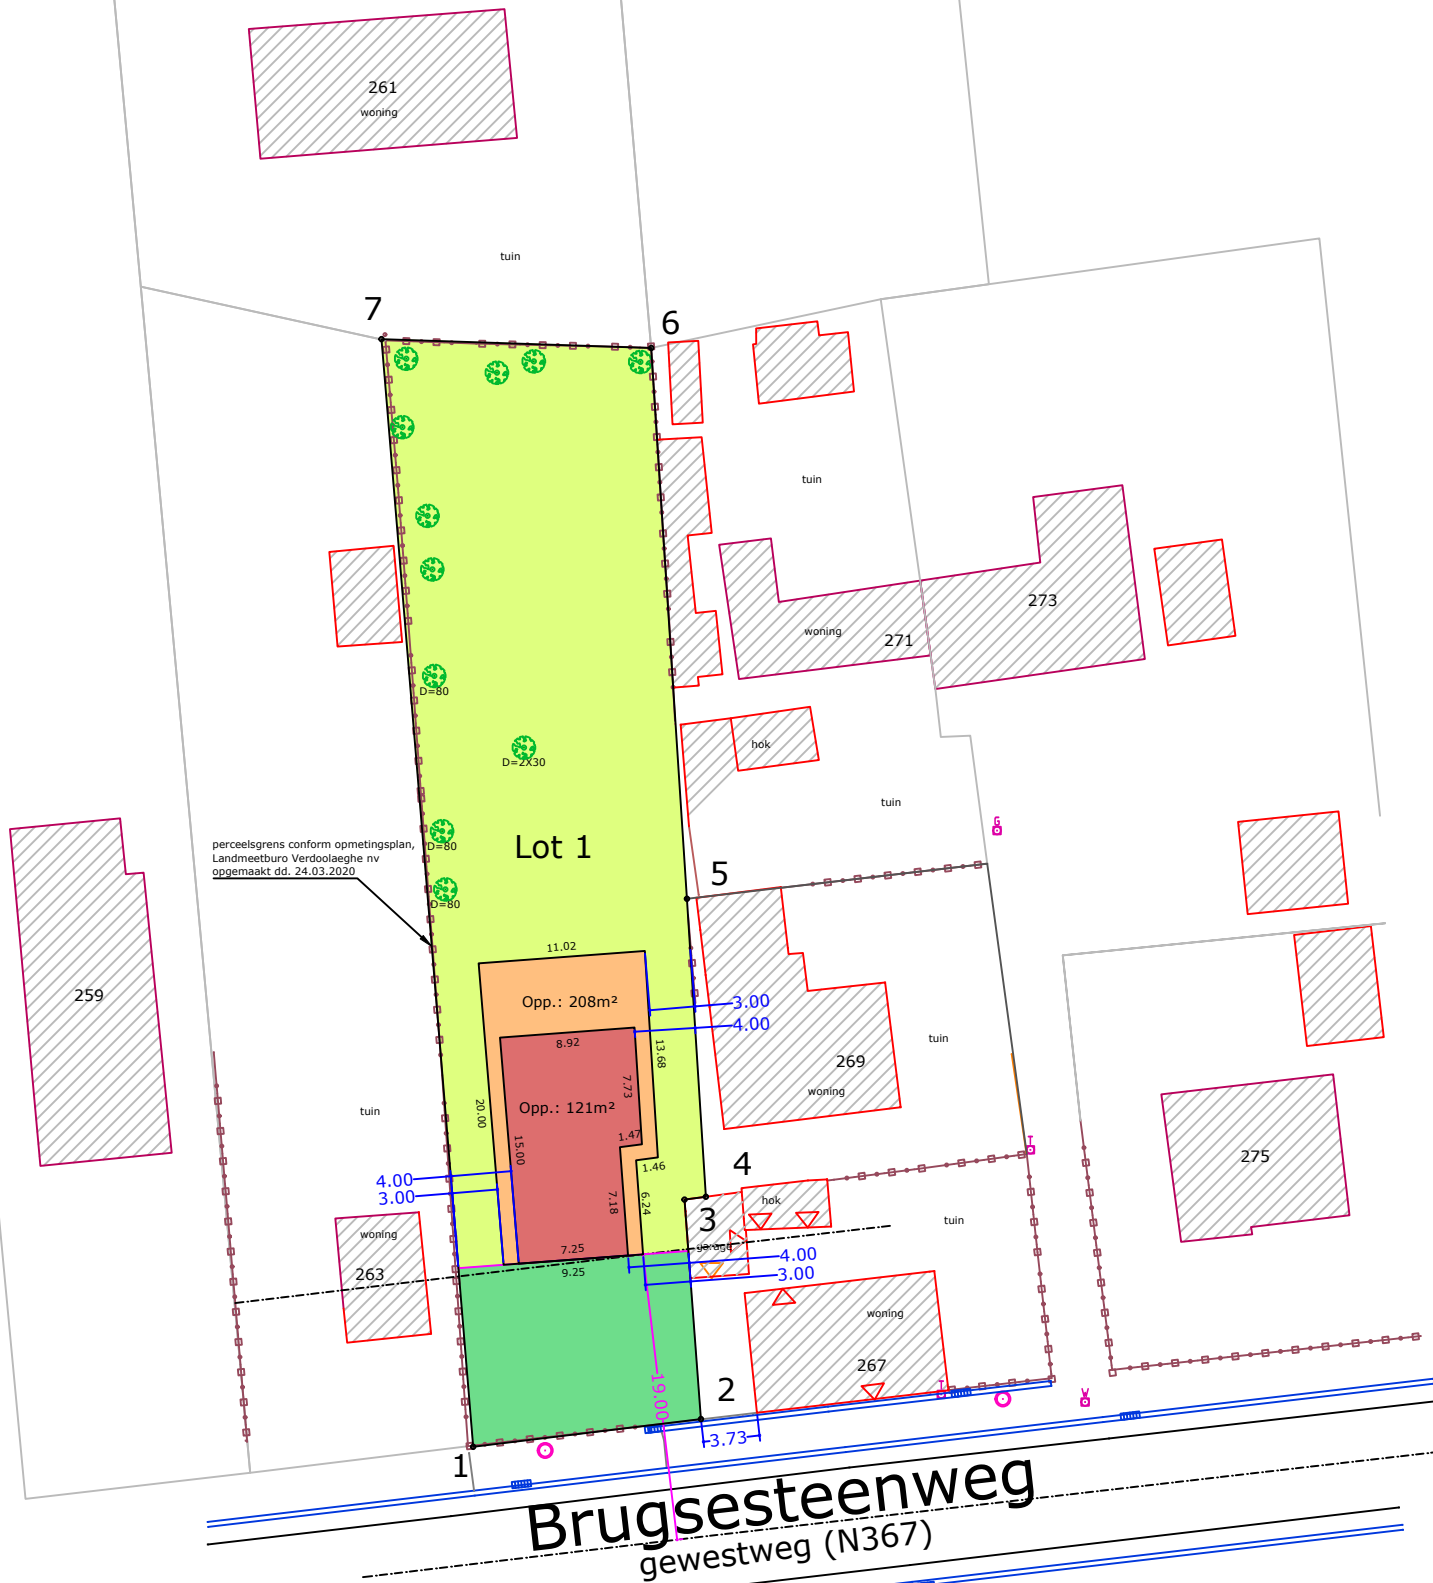 261
woning
tuin
7
6
tuin
273
woning
271
hok
tuin
G
D=80
D=2X30
Lot 1
D=80
perceelsgrens conform opmetingsplan,
Landmeetburo Verdoolaeghe nv
opgemaakt dd. 24.03.2020
D=80
5
11.02
259
Opp.: 208m²
3.00
4.00
8.92
13.68
tuin
269
woning
7.73
Opp.: 121m²
20.00
tuin
15.00
1.47
1.46
T
275
4
4.00
3.00
7.18
6.24
hok
3
tuin
woning
garage
7.25
9.25
4.00
3.00
263
woning
267
2
19.00
T
V
3.73
1
Brugsesteenweg
gewestweg (N367)